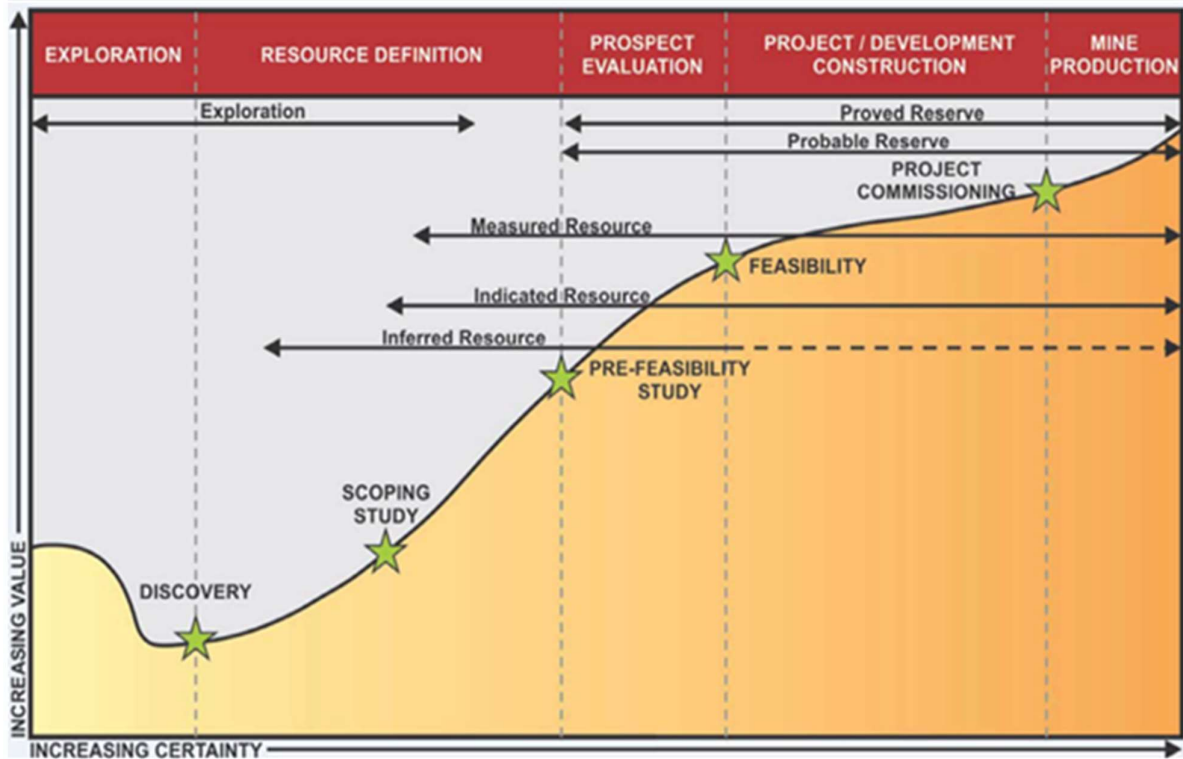 EXPLORATION
RESOURCE DEFINITION
PROSPECT
EVALUATION
PROJECT / DEVELOPMENT
CONSTRUCTION
MINE
PRODUCTION
Exploration
Proved Reserve
Probable Reserve
PROJECT
COMMISSIONING
Measured Resource
FEASIBILITY
Indicated Resource
Inferred Resource
PRE-FEASIBILITY
STUDY
SCOPING
STUDY
DISCOVERY
INCREASING VALUE
INCREASING CERTAINTY